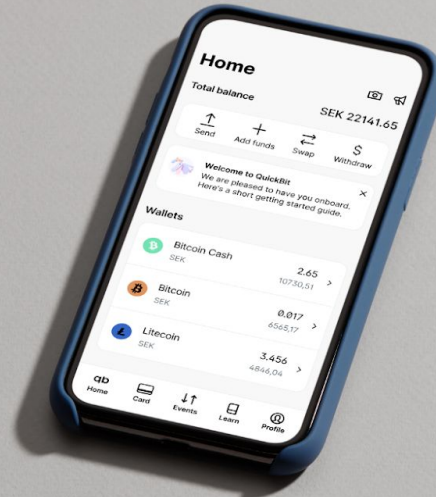 Home
Total balance
SEK 22141.65
Send
Add funds
Swap
Withdraw
Welcome to QuickBit
We are pleased to have you onboard.
Here's a short getting started guide.
Wallets
Bitcoin Cash
2.65
SEK
10730,51
Bitcoin
0.017
SEK
6565,17
Litecoin
3.456
SEK
4846,04
qb
Home
Card
Events
Learn
Profile